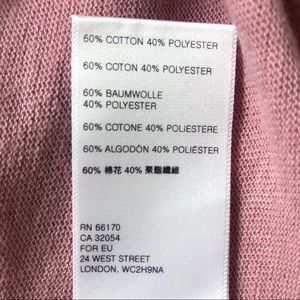 60% COTTON 40% POLYESTER
60% COTON 40% POLYESTER
60% BAUMWOLLE
40% POLYESTER
60% COTONE 40% POLIESTERE
60% ALGODÓN 40% POLIÉSTER
60% 棉花 40% 聚酯纖維
RN 66170
CA 32054
FOR EU
24 WEST STREET
LONDON, WC2H9NA